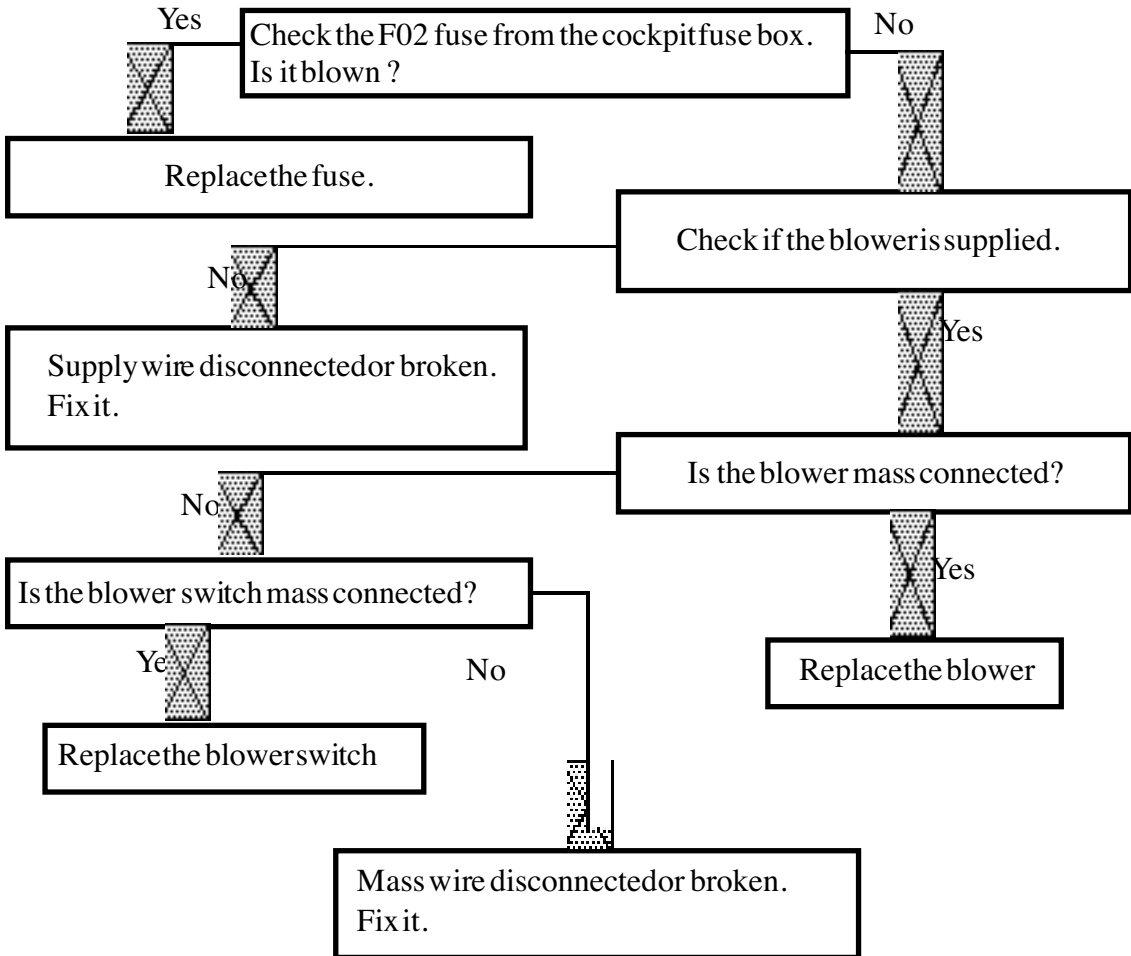 Yes
Check the F02 fuse from the cockpit fuse box.
Is it blown ?
No
Replace the fuse.
Check if the blower is supplied.
No
Supply wire disconnected or broken.
Fix it.
Yes
Is the blower mass connected?
No
Is the blower switch mass connected?
Yes
Ye
No
Replace the blower
Replace the blower switch
Mass wire disconnected or broken.
Fix it.